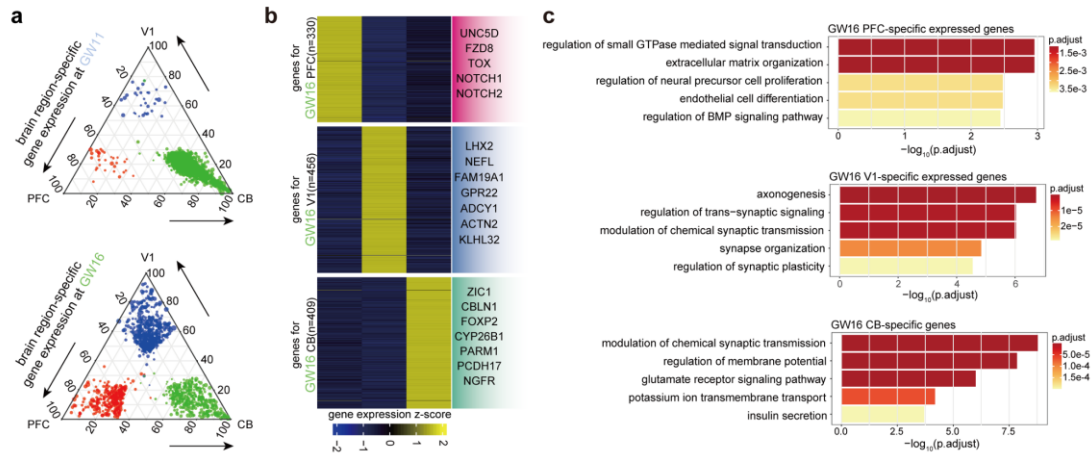 a
V1
100
80
60
40
20
20
40
60
80
100
20
40
60
80
100
PFC
CB
brain region-specific
gene expression at GW11
V1
100
80
60
40
20
20
40
60
80
100
20
40
60
80
100
PFC
CB
brain region-specific
gene expression at GW16
b
genes for
GW16 PFC(n=330)
UNC5D
FZD8
TOX
NOTCH1
NOTCH2
genes for
GW16 V1(n=456)
LHX2
NEFL
FAM19A1
GPR22
ADCY1
ACTN2
KLHL32
genes for
GW16 CB(n=409)
ZIC1
CBLN1
FOXP2
CYP26B1
PARM1
PCDH17
NGFR
gene expression z-score
−2 −1 0 1 2
c
GW16 PFC-specific expressed genes
regulation of small GTPase mediated signal transduction
extracellular matrix organization
regulation of neural precursor cell proliferation
endothelial cell differentiation
regulation of BMP signaling pathway
0 1 2 3
−log10(p.adjust)
p.adjust
1.5e-3
2.5e-3
3.5e-3
GW16 V1-specific expressed genes
axonogenesis
regulation of trans−synaptic signaling
modulation of chemical synaptic transmission
synapse organization
regulation of synaptic plasticity
0 2 4 6
−log10(p.adjust)
p.adjust
1e−5
2e−5
GW16 CB-specific genes
modulation of chemical synaptic transmission
regulation of membrane potential
glutamate receptor signaling pathway
potassium ion transmembrane transport
insulin secretion
0.0 2.5 5.0 7.5
−log10(p.adjust)
p.adjust
5.0e-5
1.0e-4
1.5e-4